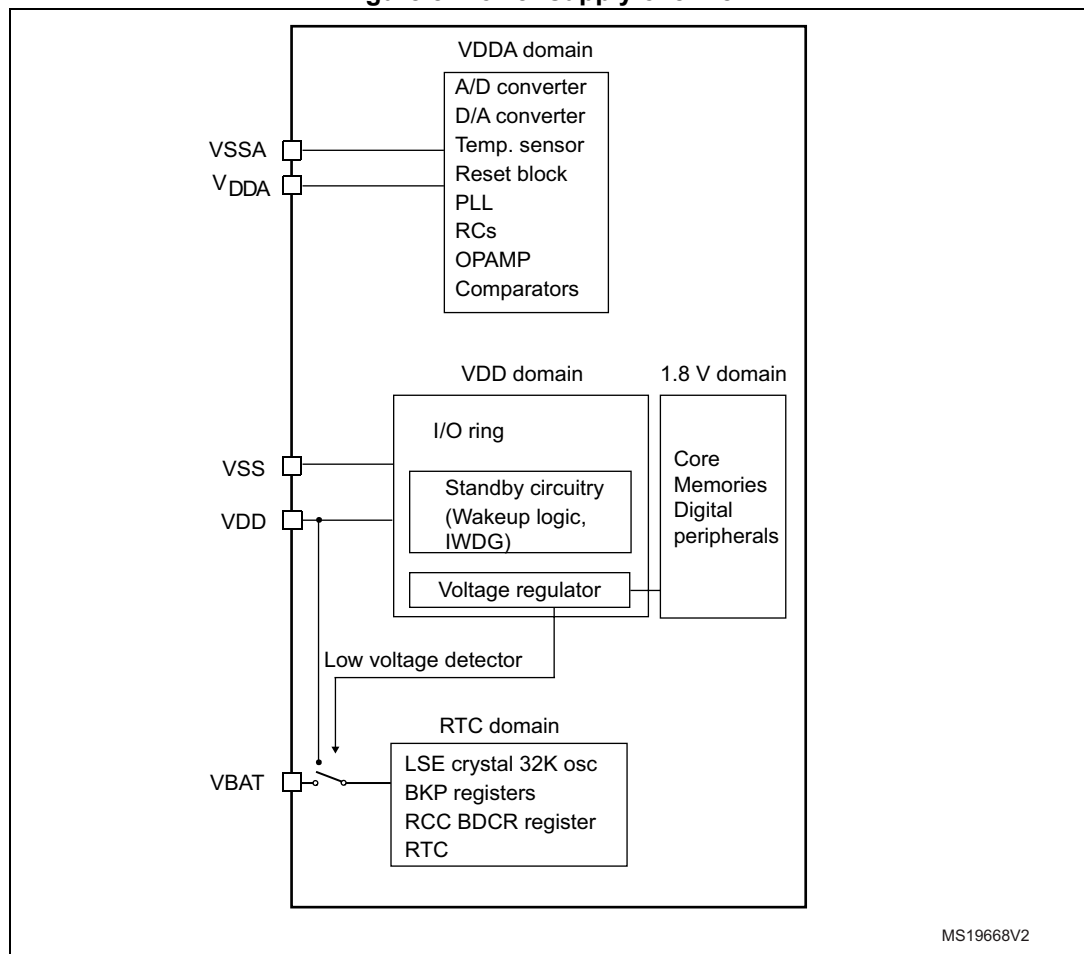 VDDA domain
A/D converter
D/A converter
Temp. sensor
Reset block
PLL
RCs
OPAMP
Comparators
VSSA
VDDA
VDD domain
1.8 V domain
I/O ring
Standby circuitry
(Wakeup logic,
IWDG)
Voltage regulator
Core
Memories
Digital
peripherals
VSS
VDD
Low voltage detector
RTC domain
LSE crystal 32K osc
BKP registers
RCC BDCR register
RTC
VBAT
MS19668V2